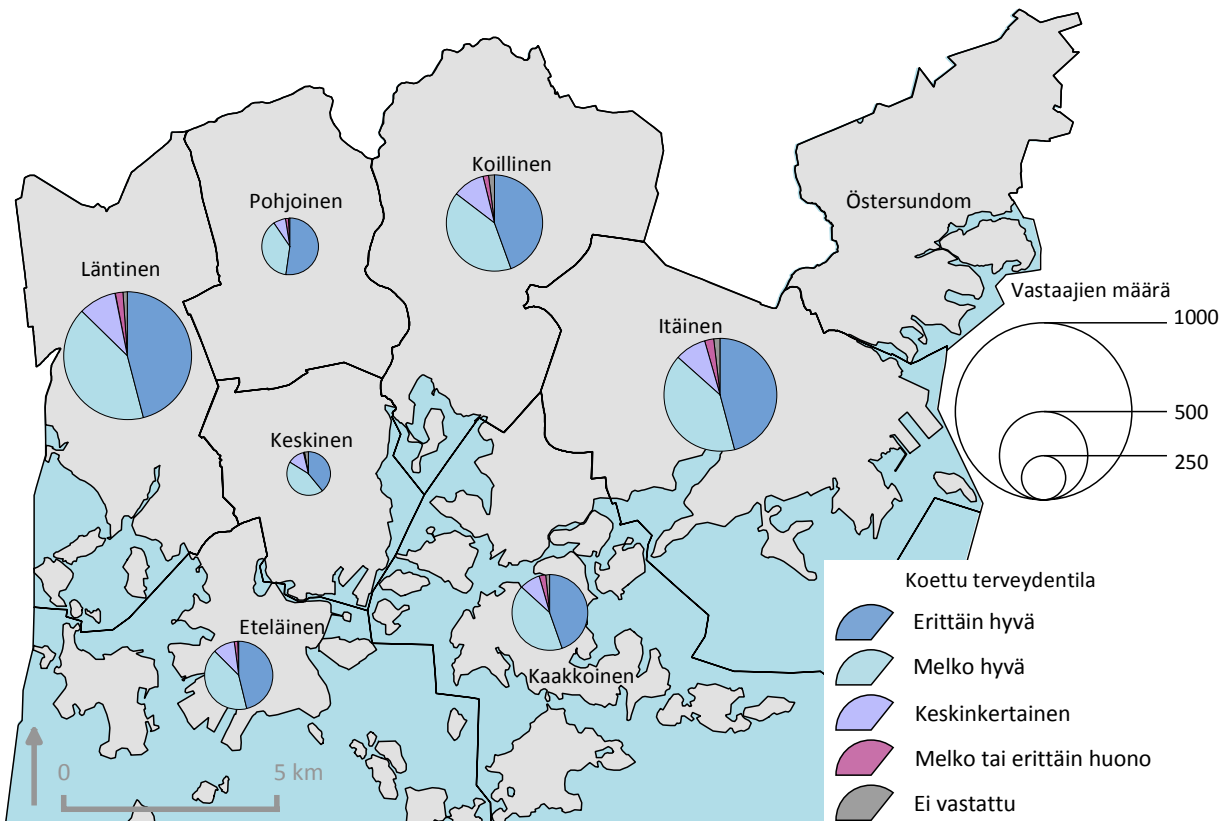 Koillinen
Pohjoinen
Östersundom
Läntinen
Vastaajien määrä
1000
Itäinen
500
Keskinen
250
Koettu terveydentila
Erittäin hyvä
Eteläinen
Melko hyvä
Kaakkoinen
Keskinkertainen
Melko tai erittäin huono
0
5 km
Ei vastattu